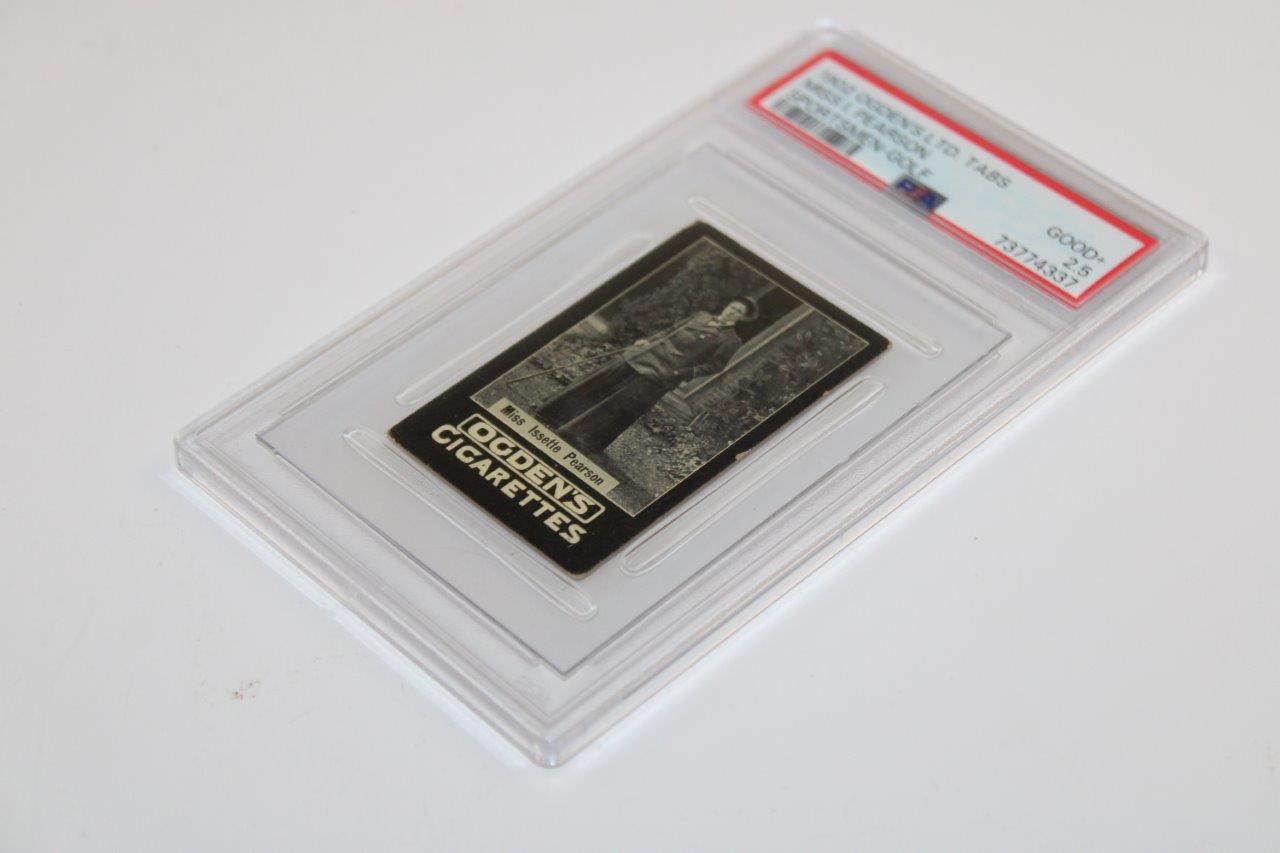 1902 OGDEN'S LTD. TABS
MISS I. PEARSON
SPORTSMEN-GOLF
GOOD+
2.5
73774337
PSA
Miss Issette Pearson
OGDEN'S
CIGARETTES